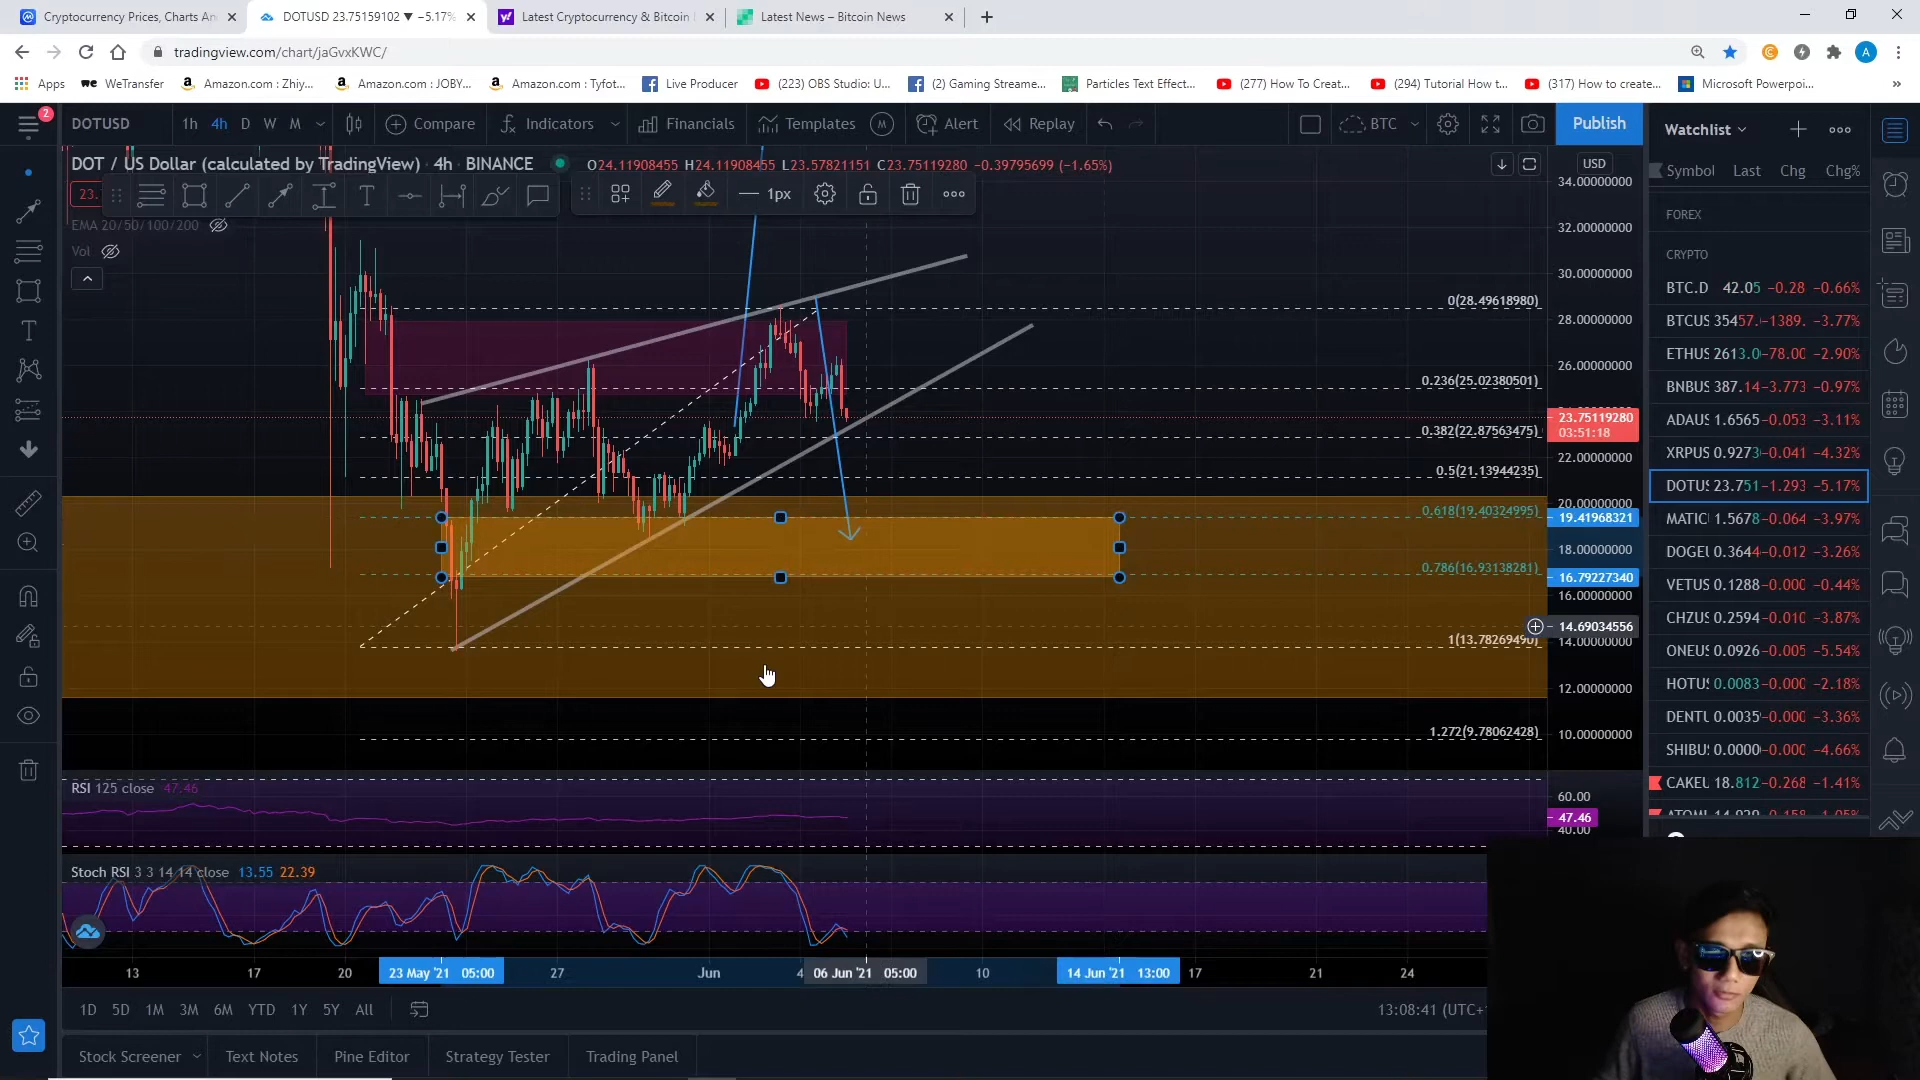 Cryptocurrency Prices, Charts An
DOTUSD 23.75159102 ▼ −5.17%
Latest Cryptocurrency & Bitcoin
Latest News – Bitcoin News
tradingview.com/chart/jaGvxKWC/
A
Apps
WeTransfer
Amazon.com : Zhiy...
Amazon.com : JOBY...
Amazon.com : Tyfot...
Live Producer
(223) OBS Studio: U...
(2) Gaming Streame...
Particles Text Effect...
(277) How To Creat...
(294) Tutorial How t...
(317) How to create...
Microsoft Powerpoi...
»
2
DOTUSD
1h 4h D W M
Compare
Indicators
Financials
Templates
M
Alert
Replay
BTC
Publish
Watchlist
DOT / US Dollar (calculated by TradingView) · 4h · BINANCE
O24.11908455 H24.11908455 L23.57821151 C23.75119280 −0.39795699 (−1.65%)
USD
Symbol Last Chg Chg%
23.
1px
EMA 20/50/100/200
Vol
34.00000000
32.00000000
30.00000000
28.00000000
26.00000000
23.75119280
03:51:18
22.00000000
20.00000000
19.41968321
18.00000000
16.79227340
16.00000000
14.69034556
14.00000000
12.00000000
10.00000000
0(28.49618980)
0.236(25.02380501)
0.382(22.87563475)
0.5(21.13944235)
0.618(19.40324995)
0.786(16.93138281)
1(13.78269490)
1.272(9.78062428)
FOREX
CRYPTO
BTC.D 42.05 −0.28 −0.66%
BTCUS 35457. −1389. −3.77%
ETHUS 2613.0 −78.00 −2.90%
BNBUS 387.14 −3.773 −0.97%
ADAUS 1.6565 −0.053 −3.11%
XRPUS 0.9273 −0.041 −4.32%
DOTUS 23.751 −1.293 −5.17%
MATIC 1.5678 −0.064 −3.97%
DOGEU 0.3644 −0.012 −3.26%
VETUS 0.1288 −0.000 −0.44%
CHZUS 0.2594 −0.010 −3.87%
ONEUS 0.0926 −0.005 −5.54%
HOTUS 0.0083 −0.000 −2.18%
DENTU 0.0035 −0.000 −3.36%
SHIBUS 0.0000 −0.000 −4.66%
CAKEU 18.812 −0.268 −1.41%
RSI 125 close 47.46
60.00
47.46
40.00
Stoch RSI 3 3 14 14 close 13.55 22.39
13 17 20 23 May '21 05:00 27 Jun 4 06 Jun '21 05:00 10 14 Jun '21 13:00 17 21 24
1D 5D 1M 3M 6M YTD 1Y 5Y All
13:08:41 (UTC+
Stock Screener
Text Notes
Pine Editor
Strategy Tester
Trading Panel